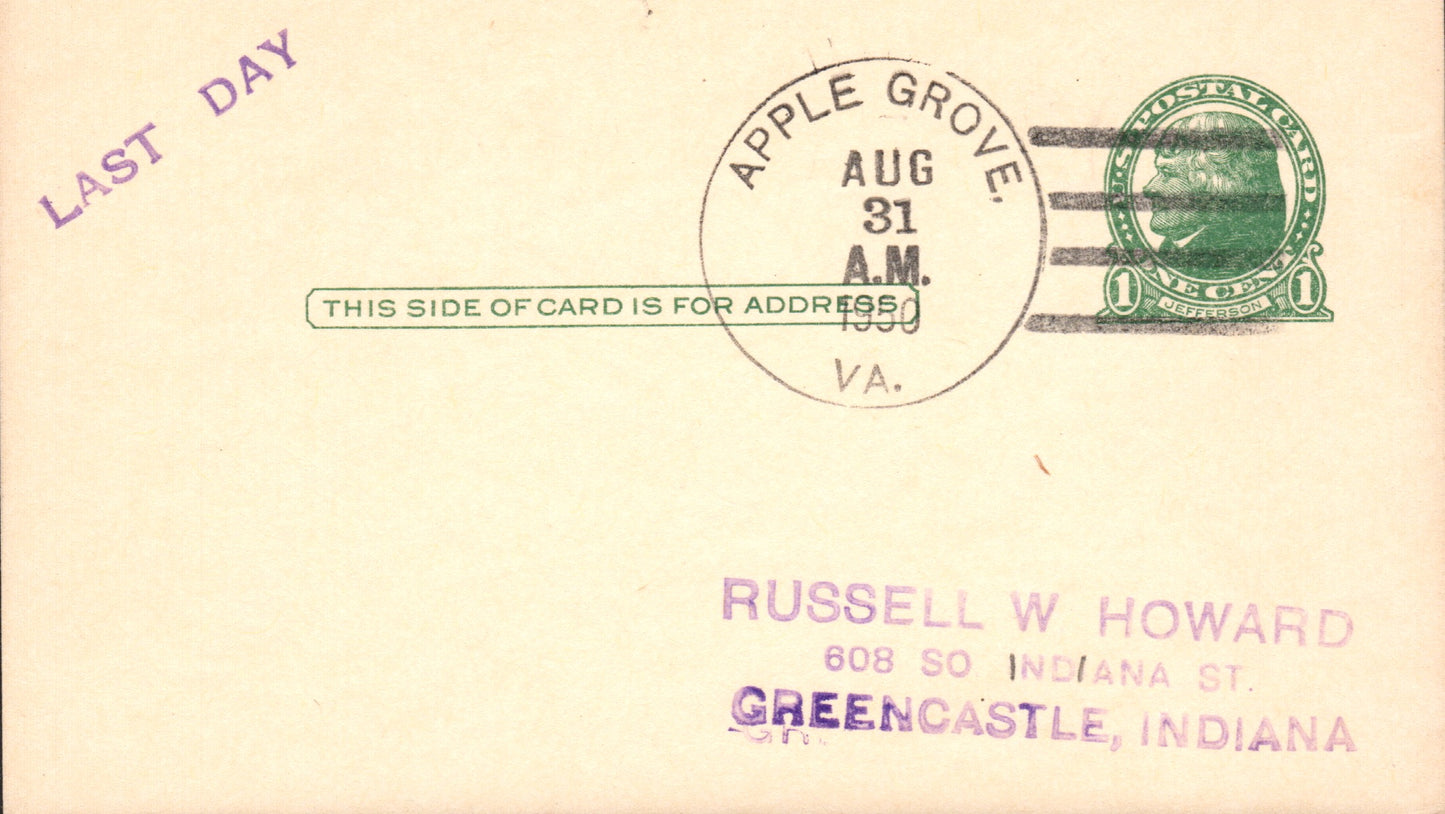 LAST DAY
APPLE GROVE,
AUG
31
A.M.
1950
VA.
U.S. POSTAL CARD
ONE CENT
1 JEFFERSON 1
THIS SIDE OF CARD IS FOR ADDRESS
RUSSELL W HOWARD
608 SO INDIANA ST.
GREENCASTLE, INDIANA